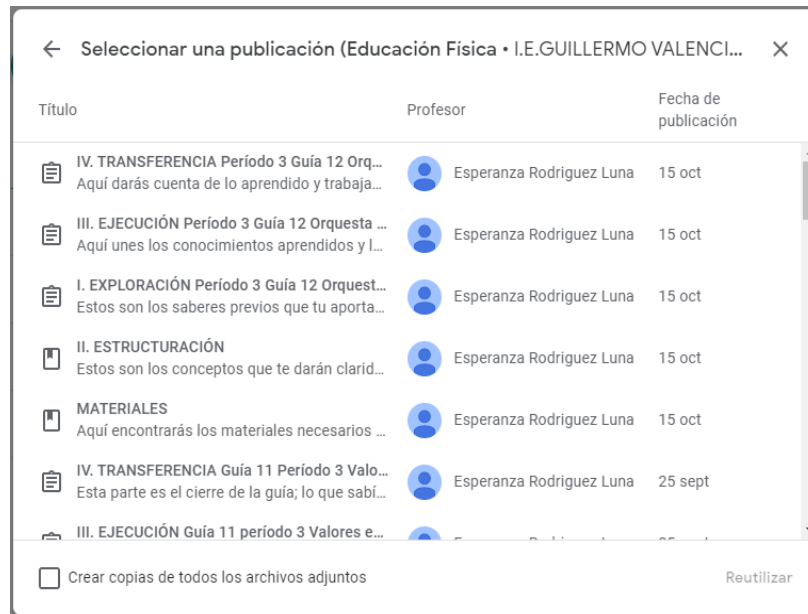 Seleccionar una publicación (Educación Física • I.E.GUILLERMO VALENCI...
Título Profesor Fecha de
publicación
IV. TRANSFERENCIA Período 3 Guía 12 Orq...
Aquí darás cuenta de lo aprendido y trabaja...
Esperanza Rodriguez Luna 15 oct
III. EJECUCIÓN Período 3 Guía 12 Orquesta ...
Aquí unes los conocimientos aprendidos y l...
Esperanza Rodriguez Luna 15 oct
I. EXPLORACIÓN Período 3 Guía 12 Orquest...
Estos son los saberes previos que tu aporta...
Esperanza Rodriguez Luna 15 oct
II. ESTRUCTURACIÓN
Estos son los conceptos que te darán clarid...
Esperanza Rodriguez Luna 15 oct
MATERIALES
Aquí encontrarás los materiales necesarios ...
Esperanza Rodriguez Luna 15 oct
IV. TRANSFERENCIA Guía 11 Período 3 Valo...
Esta parte es el cierre de la guía; lo que sabí...
Esperanza Rodriguez Luna 25 sept
III. EJECUCIÓN Guía 11 período 3 Valores e...
Crear copias de todos los archivos adjuntos
Reutilizar